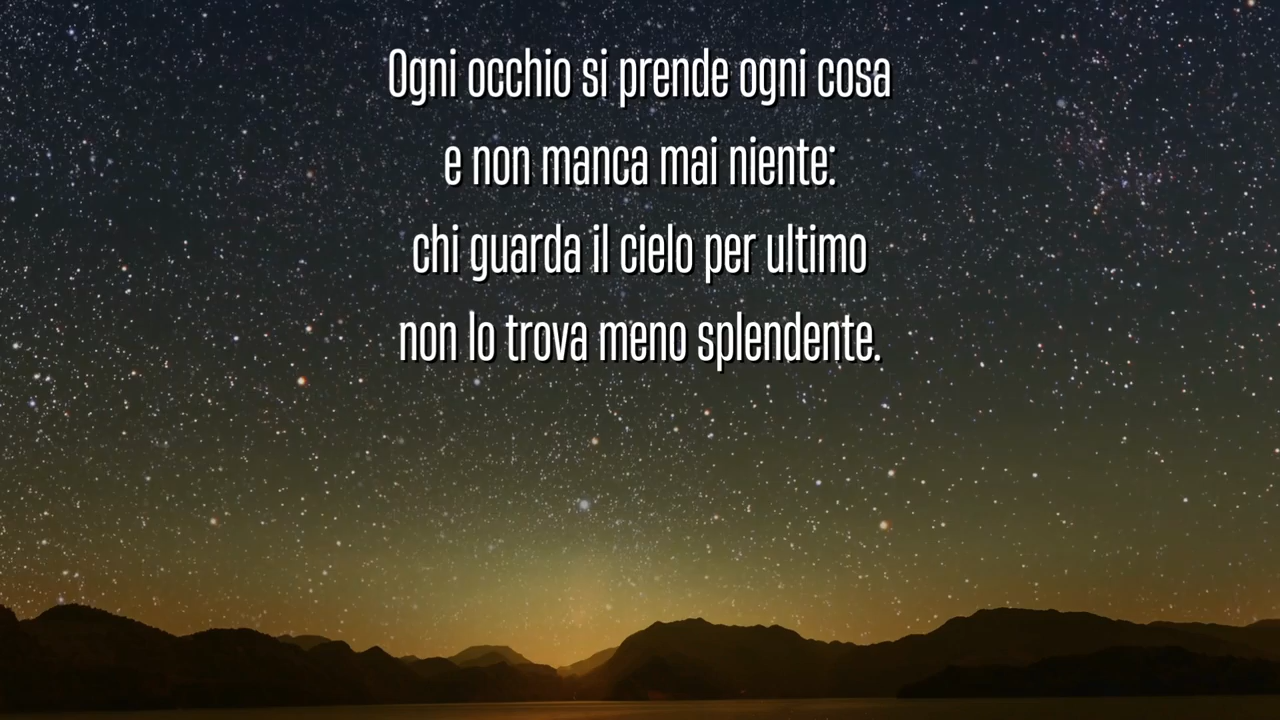 Ogni occhio si prende ogni cosa
e non manca mai niente:
chi guarda il cielo per ultimo
non lo trova meno splendente.